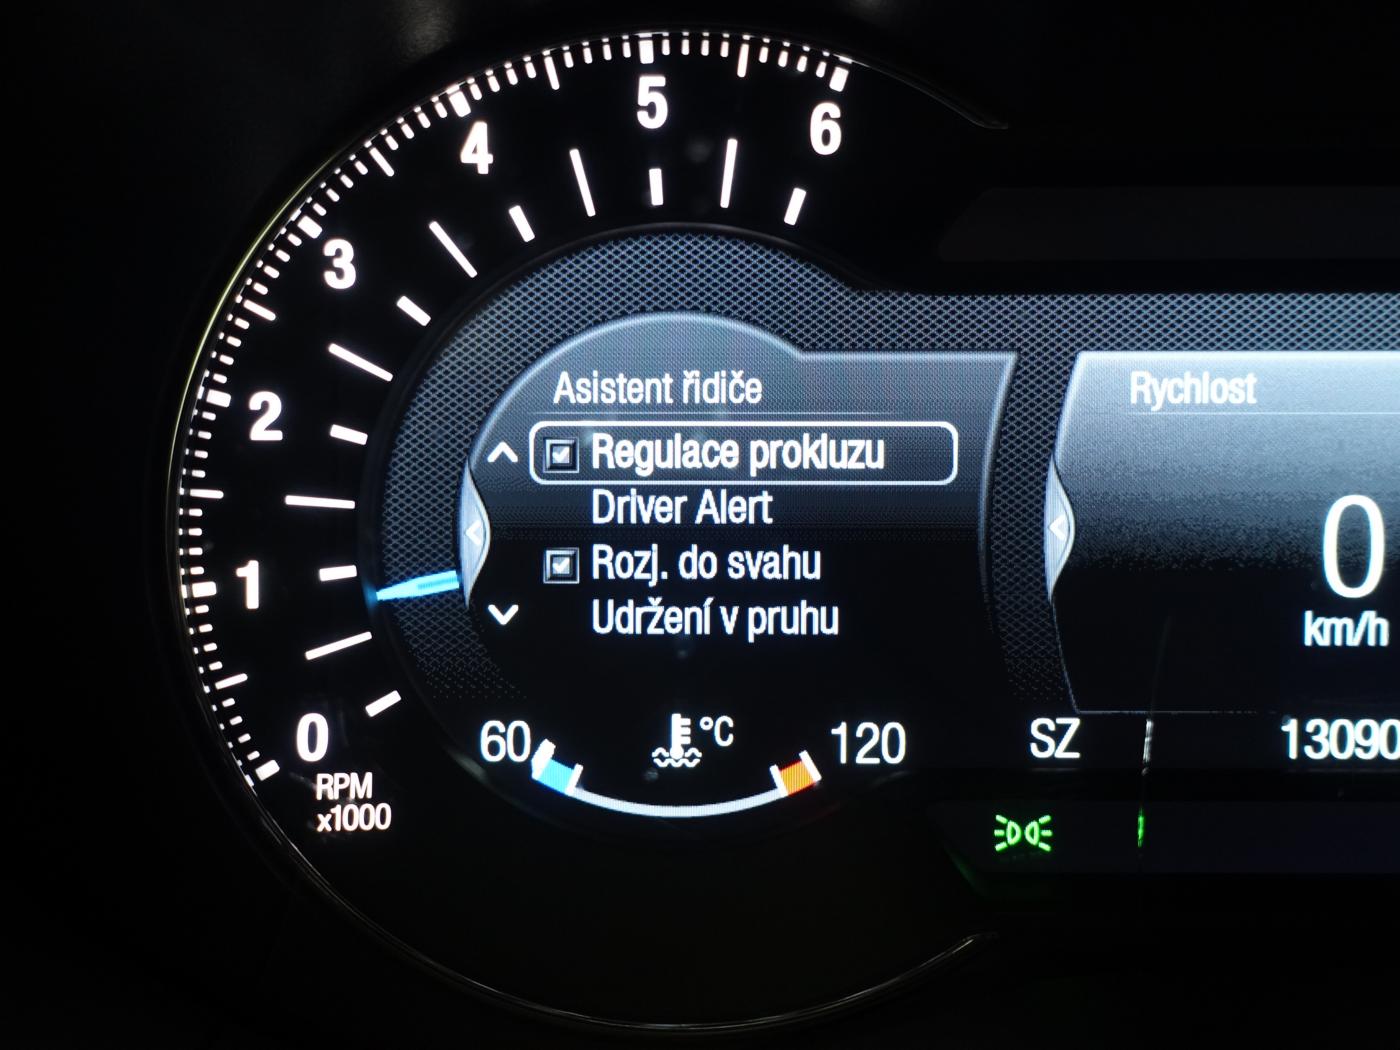 6
5
4
3
2
1
0
RPM
x1000
Asistent řidiče
Regulace prokluzu
Driver Alert
Rozj. do svahu
Udržení v pruhu
60
°C
120
Rychlost
0
km/h
SZ
13090